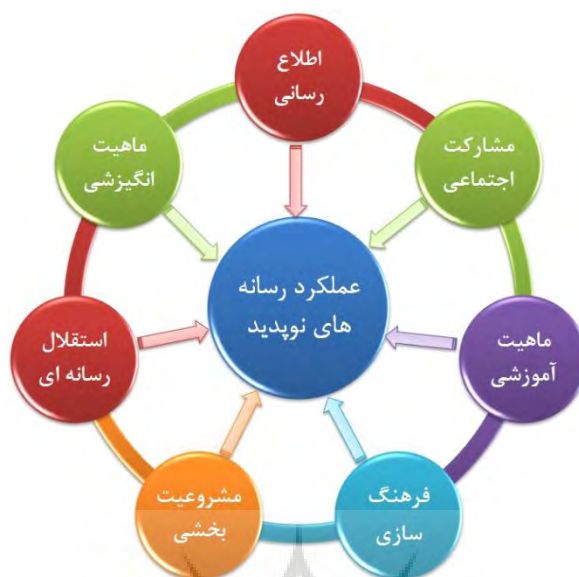 اطلاع
رسانی
مشارکت
اجتماعی
ماهیت
آموزشی
فرهنگ
سازی
مشروعیت
بخشی
استقلال
رسانه ای
ماهیت
انگیزشی
عملکرد رسانه
های نوپدید